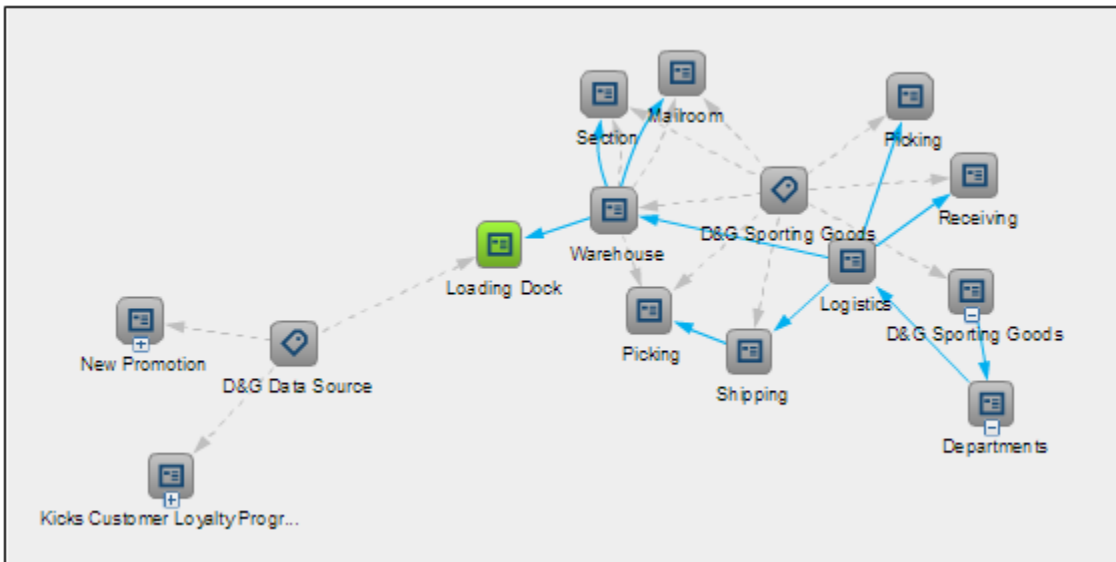 Mailroom
Section
Picking
Receiving
D&G Sporting Goods
Warehouse
Loading Dock
Logistics
D&G Sporting Goods
Picking
New Promotion
D&G Data Source
Shipping
Departments
Kicks Customer Loyalty Progr...